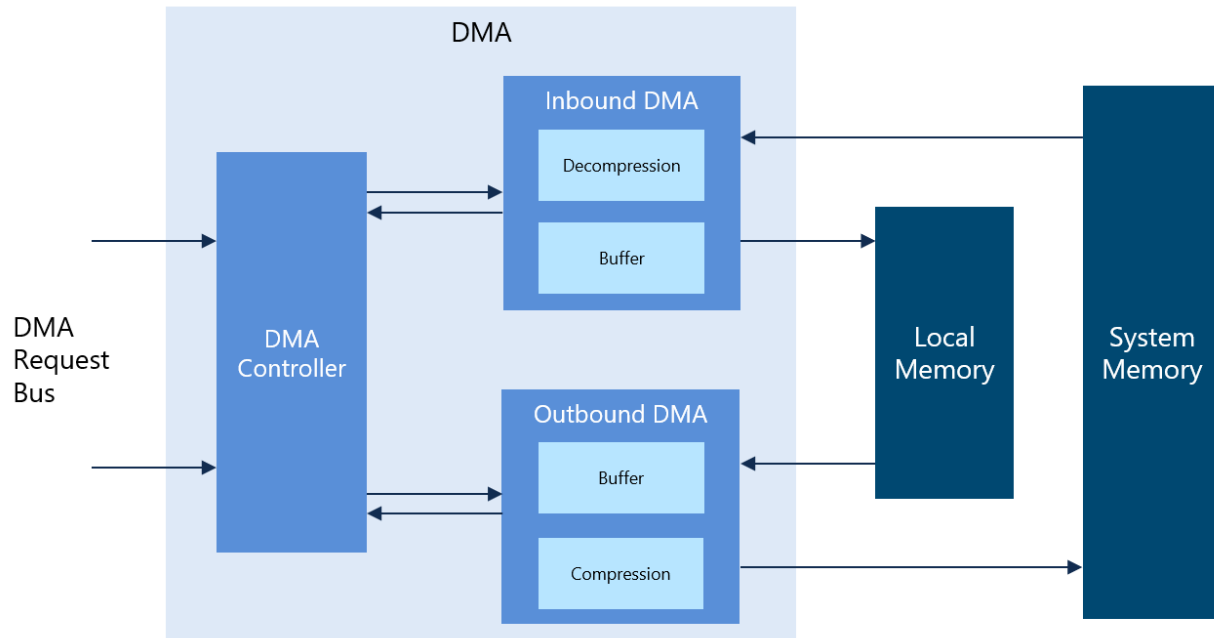 DMA
Inbound DMA
Decompression
Buffer
DMA
Request
Bus
DMA
Controller
Local
Memory
System
Memory
Outbound DMA
Buffer
Compression